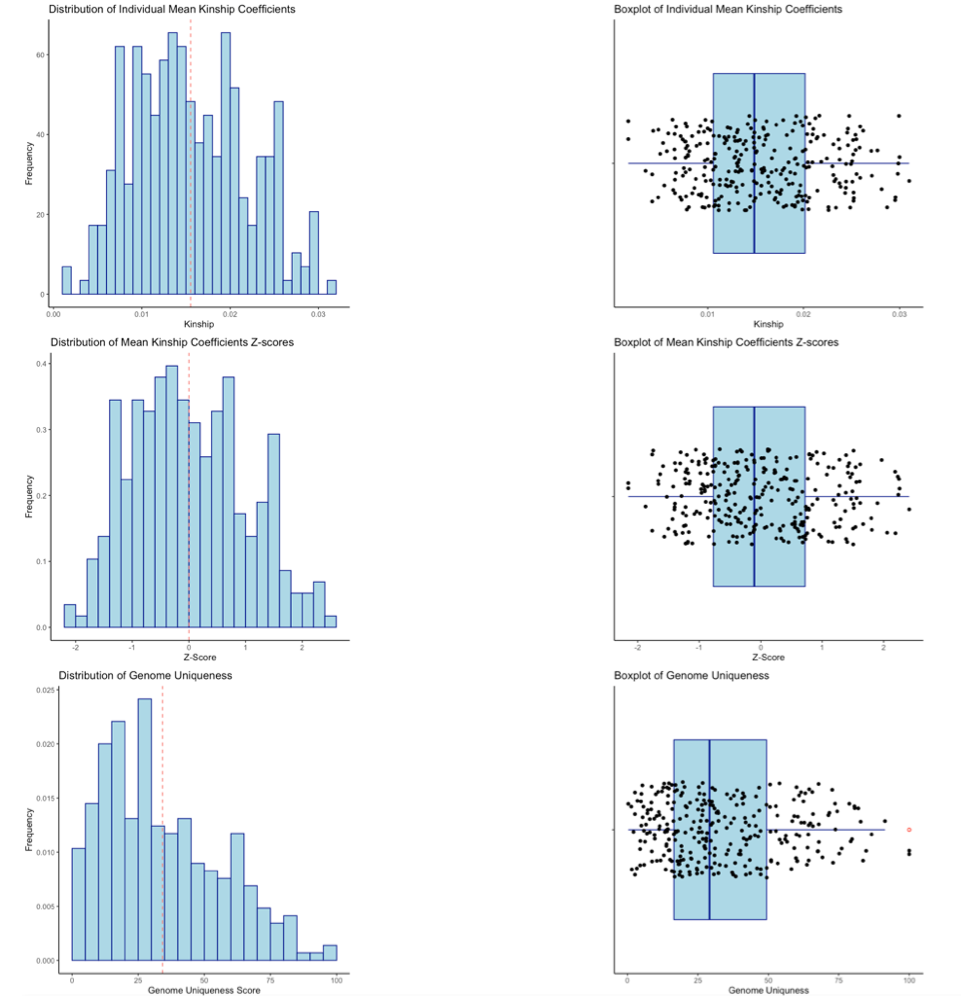 Distribution of Individual Mean Kinship Coefficients
Frequency
60
40
20
0
0.00 0.01 0.02 0.03
Kinship
Boxplot of Individual Mean Kinship Coefficients
0.01 0.02 0.03
Kinship
Distribution of Mean Kinship Coefficients Z-scores
Frequency
0.4
0.3
0.2
0.1
0.0
-2 -1 0 1 2
Z-Score
Boxplot of Mean Kinship Coefficients Z-scores
-2 -1 0 1 2
Z-Score
Distribution of Genome Uniqueness
Frequency
0.025
0.020
0.015
0.010
0.005
0.000
0 25 50 75 100
Genome Uniqueness Score
Boxplot of Genome Uniqueness
0 25 50 75 100
Genome Uniqunness